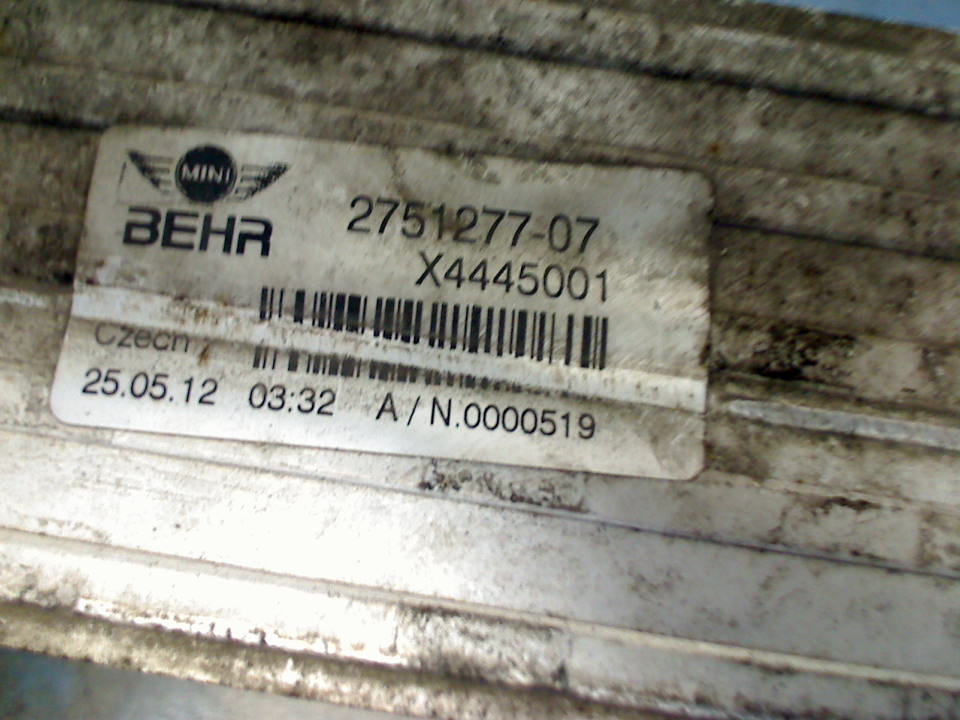 MINI
BEHR
2751277-07
X4445001
Czech
25.05.12 03:32 A / N.0000519